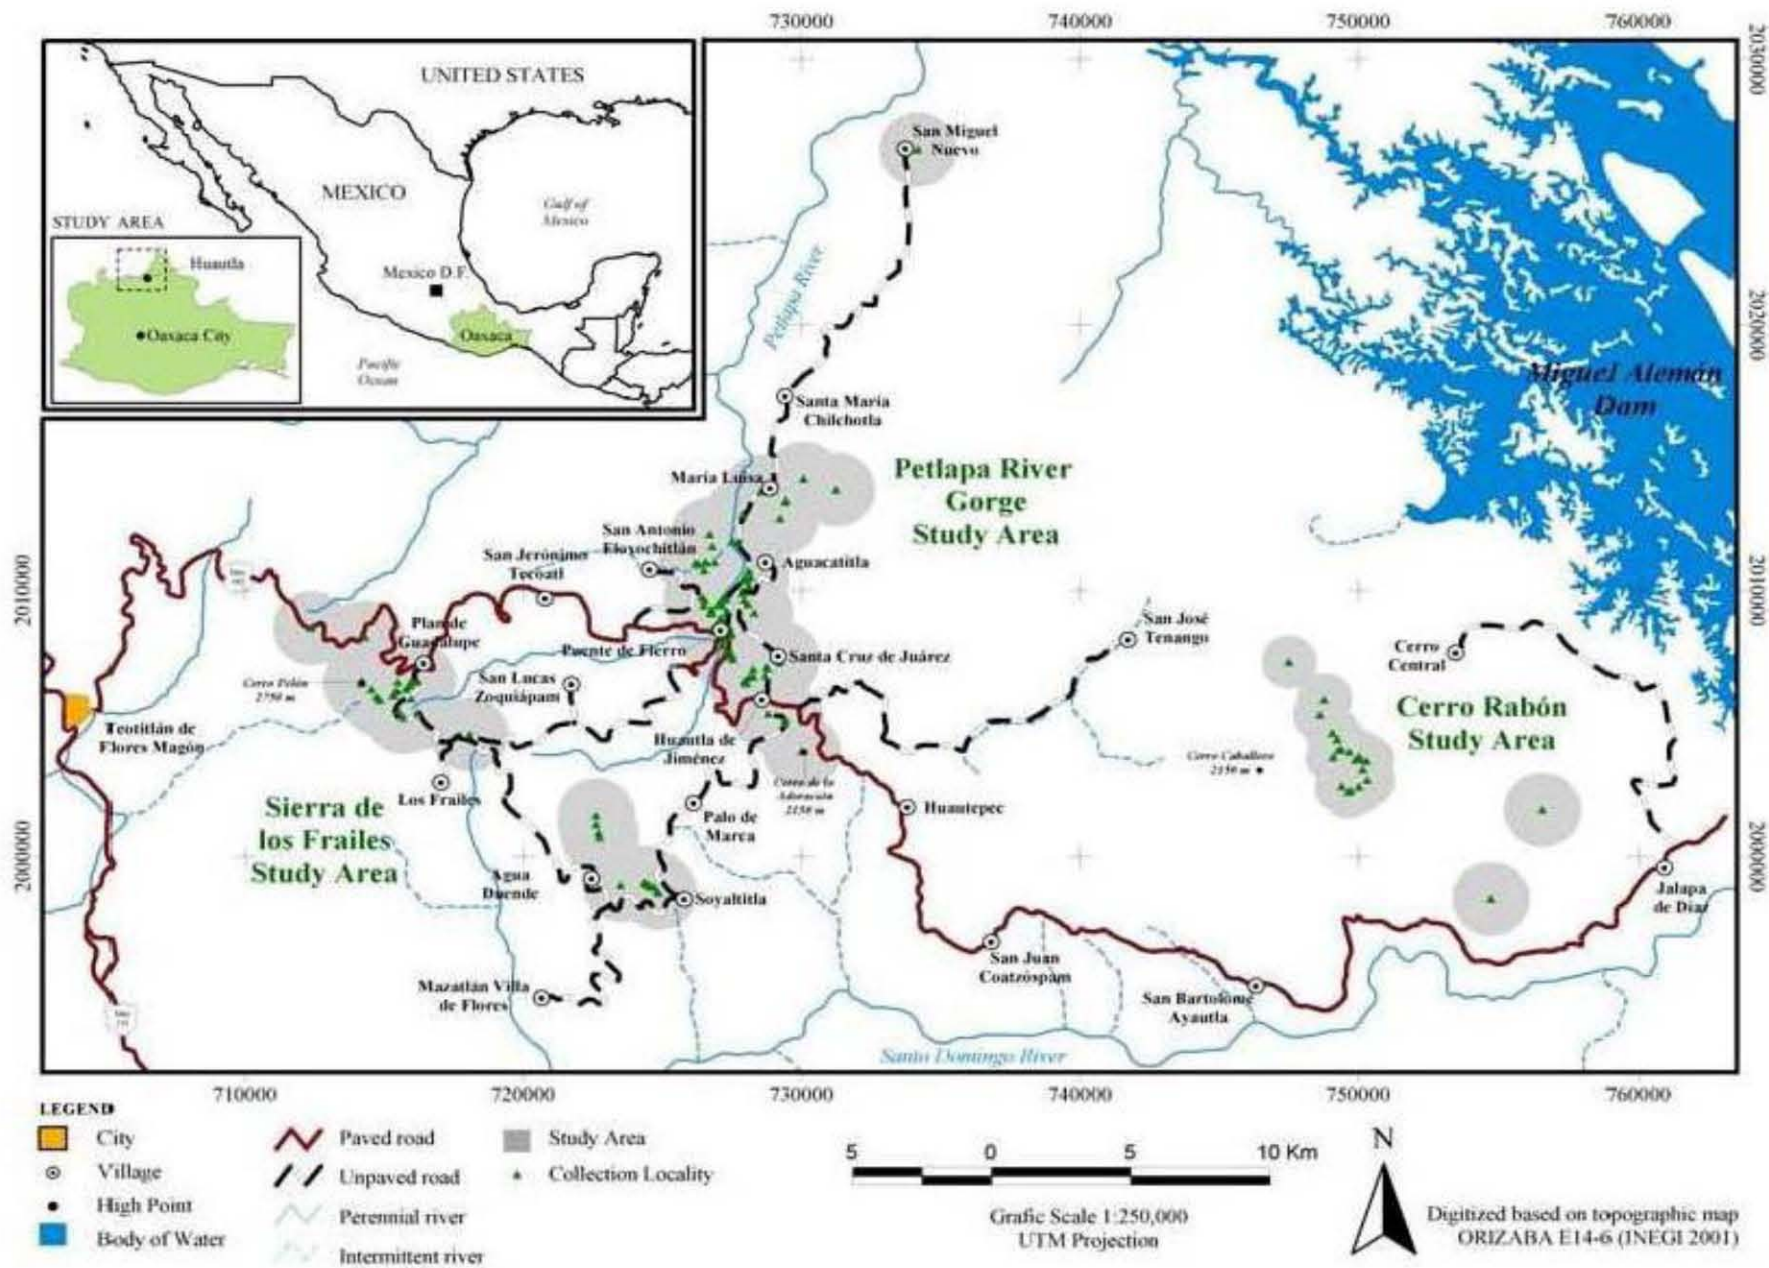 730000
740000
750000
760000
UNITED STATES
MEXICO
Gulf of
Mexico
STUDY AREA
Huautla
Oaxaca City
Mexico D.F.
Oaxaca
Pacific
Ocean
2030000
2020000
2010000
2000000
2010000
2000000
San Miguel
Nuevo
Petlapa River
Santa María
Chilchotla
Miguel Alemán
Dam
María Luisa
Petlapa River
Gorge
Study Area
San Antonio
Eloxochitlán
San Jerónimo
Tecoatl
Aguacatitla
Plan de
Guadalupe
Puente de Fierro
Santa Cruz de Juárez
San José
Tenango
Cerro
Central
Cerro Pelón
2750 m
San Lucas
Zoquiápam
Cerro Rabón
Study Area
Teotitlán de
Flores Magón
Huautla de
Jiménez
Cerro Caballero
2150 m
Cerro de la
Adoración
2150 m
Los Frailes
Sierra de
los Frailes
Study Area
Palo de
Marca
Huautepec
Agua
Duende
Soyaltitla
Jalapa
de Díaz
San Juan
Coatzóspam
Mazatlán Villa
de Flores
San Bartolomé
Ayautla
Santo Domingo River
710000
720000
730000
740000
750000
760000
LEGEND
City
Village
High Point
Body of Water
Paved road
Unpaved road
Perennial river
Intermittent river
Study Area
Collection Locality
5 0 5 10 Km
Grafic Scale 1:250,000
UTM Projection
N
Digitized based on topographic map
ORIZABA E14-6 (INEGI 2001)